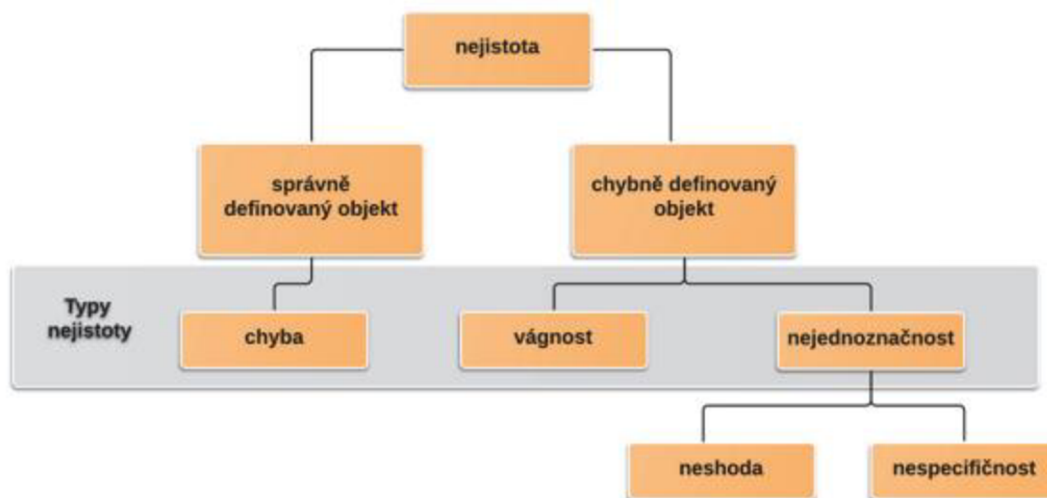 nejistota
správně
definovaný objekt
chybně definovaný
objekt
Typy
nejistoty
chyba
vágnost
nejednoznačnost
neshoda
nespecifičnost